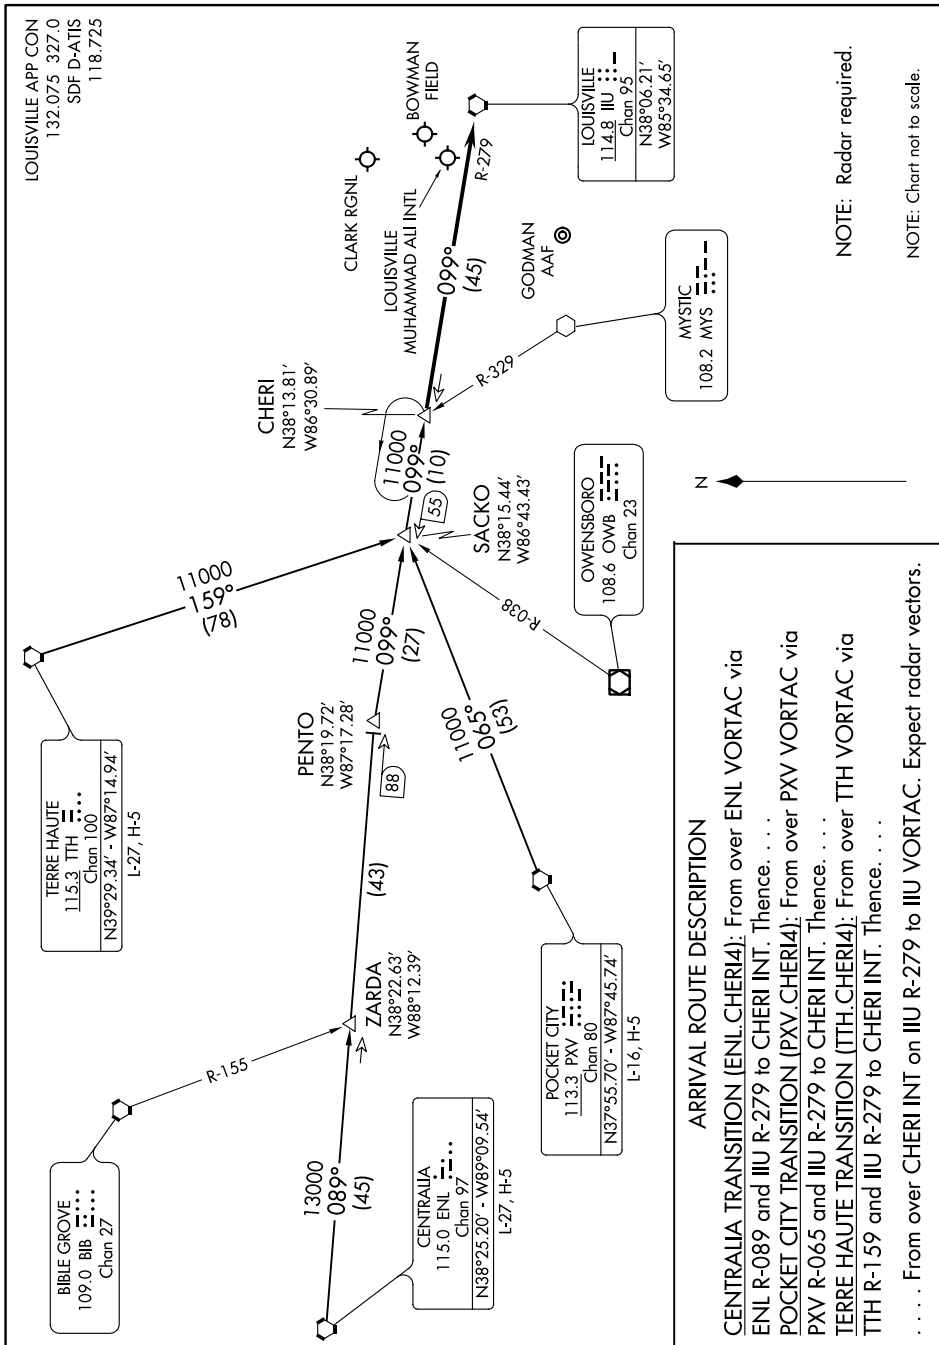 LOUISVILLE APP CON
132.075 327.0
SDF D-ATIS
118.725
BIBLE GROVE
109.0 BIB
Chan 27
R-155
TERRE HAUTE
115.3 TTH
Chan 100
N39°29.34' - W87°14.94'
L-27, H-5
11000
159°
(78)
CHERI
N38°13.81'
W86°30.89'
CLARK RGNL
BOWMAN
FIELD
LOUISVILLE
MUHAMMAD ALI INTL
13000
089°
(45)
ZARDA
N38°22.63'
W88°12.39'
(43)
PENTO
N38°19.72'
W87°17.28'
88
11000
099°
(27)
11000
099°
(10)
55
SACKO
N38°15.44'
W86°43.43'
099°
(45)
R-279
LOUISVILLE
114.8 IIU
Chan 95
N38°06.21'
W85°34.65'
GODMAN
AAF
R-329
MYSTIC
108.2 MYS
R-038
OWENSBORO
108.6 OWB
Chan 23
11000
065°
(53)
CENTRALIA
115.0 ENL
Chan 97
N38°25.20' - W89°09.54'
L-27, H-5
POCKET CITY
113.3 PXV
Chan 80
N37°55.70' - W87°45.74'
L-16, H-5
N
NOTE: Radar required.
NOTE: Chart not to scale.
ARRIVAL ROUTE DESCRIPTION
CENTRALIA TRANSITION (ENL.CHERI4): From over ENL VORTAC via
ENL R-089 and IIU R-279 to CHERI INT. Thence. . . .
POCKET CITY TRANSITION (PXV.CHERI4): From over PXV VORTAC via
PXV R-065 and IIU R-279 to CHERI INT. Thence. . . .
TERRE HAUTE TRANSITION (TTH.CHERI4): From over TTH VORTAC via
TTH R-159 and IIU R-279 to CHERI INT. Thence. . . .
. . . . From over CHERI INT on IIU R-279 to IIU VORTAC. Expect radar vectors.